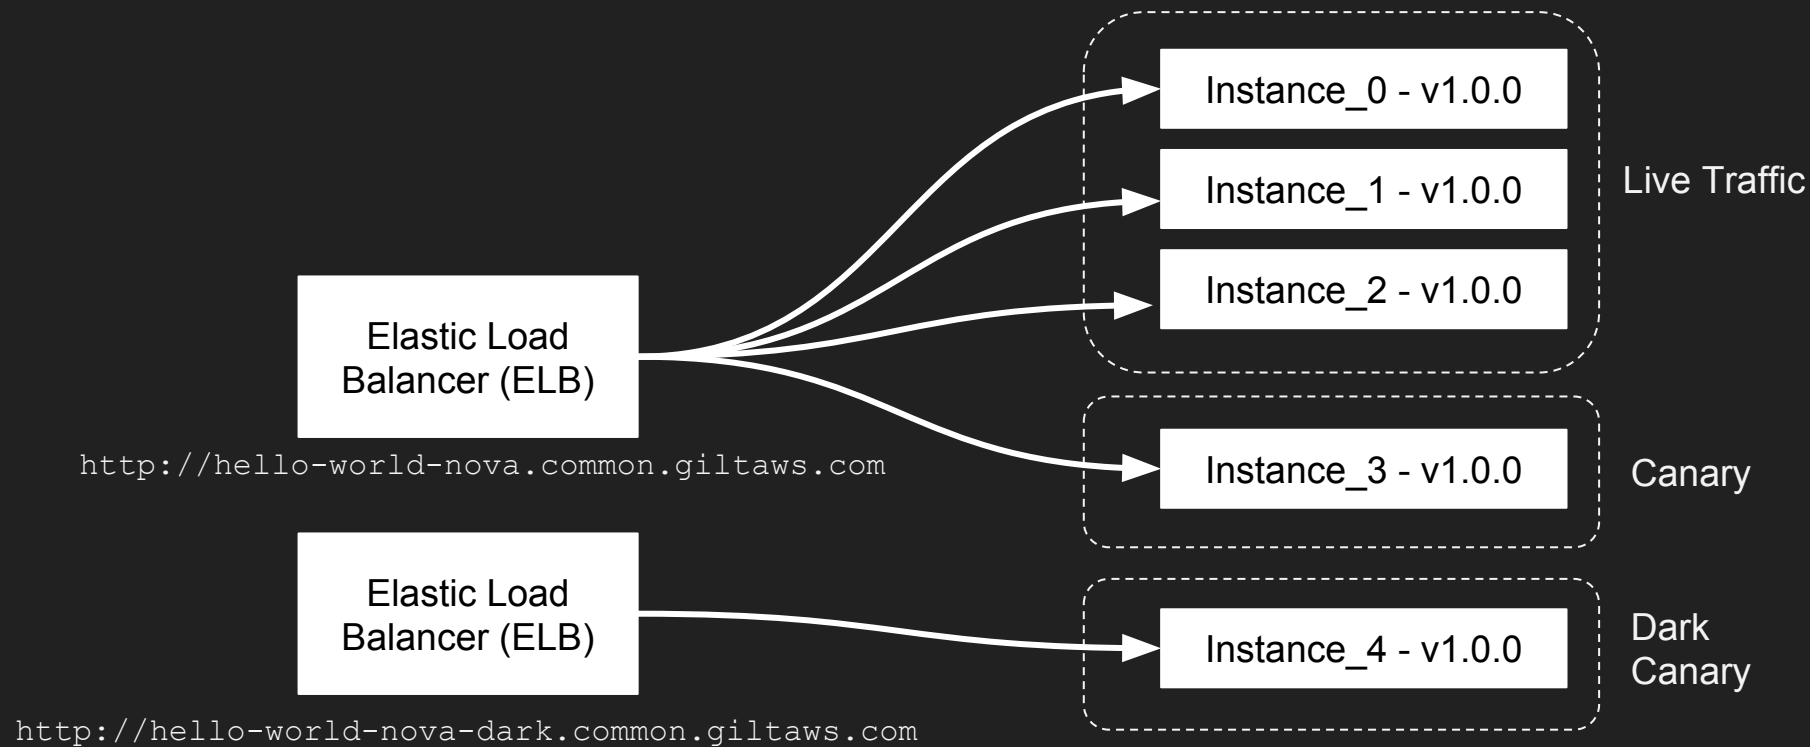 Instance_0 - v1.0.0
Instance_1 - v1.0.0
Instance_2 - v1.0.0
Live Traffic
Elastic Load
Balancer (ELB)
http://hello-world-nova.common.giltaws.com
Instance_3 - v1.0.0
Canary
Elastic Load
Balancer (ELB)
http://hello-world-nova-dark.common.giltaws.com
Instance_4 - v1.0.0
Dark
Canary